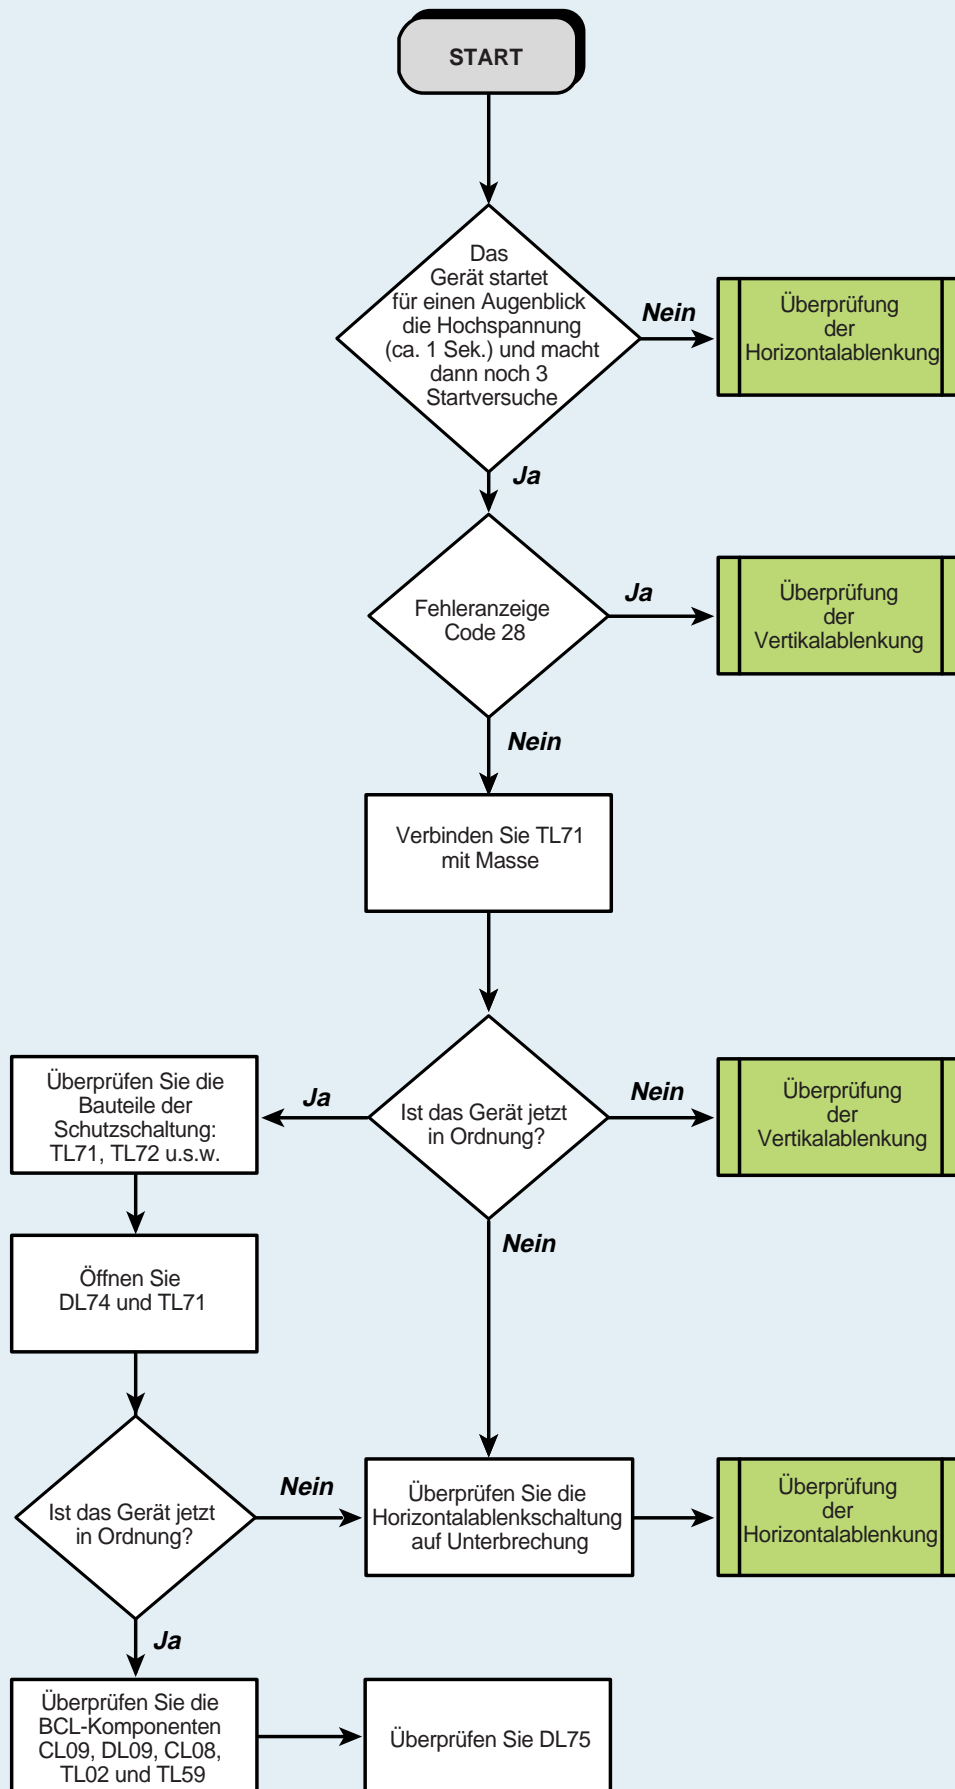 START
Das
Gerät startet
für einen Augenblick
die Hochspannung
(ca. 1 Sek.) und macht
dann noch 3
Startversuche
Nein
Überprüfung
der
Horizontalablenkung
Ja
Fehleranzeige
Code 28
Ja
Überprüfung
der
Vertikalablenkung
Nein
Verbinden Sie TL71
mit Masse
Ist das Gerät jetzt
in Ordnung?
Nein
Überprüfung
der
Vertikalablenkung
Ja
Überprüfen Sie die
Bauteile der
Schutzschaltung:
TL71, TL72 u.s.w.
Nein
Öffnen Sie
DL74 und TL71
Ist das Gerät jetzt
in Ordnung?
Nein
Überprüfen Sie die
Horizontalablenkschaltung
auf Unterbrechung
Überprüfung
der
Horizontalablenkung
Ja
Überprüfen Sie die
BCL-Komponenten
CL09, DL09, CL08,
TL02 und TL59
Überprüfen Sie DL75